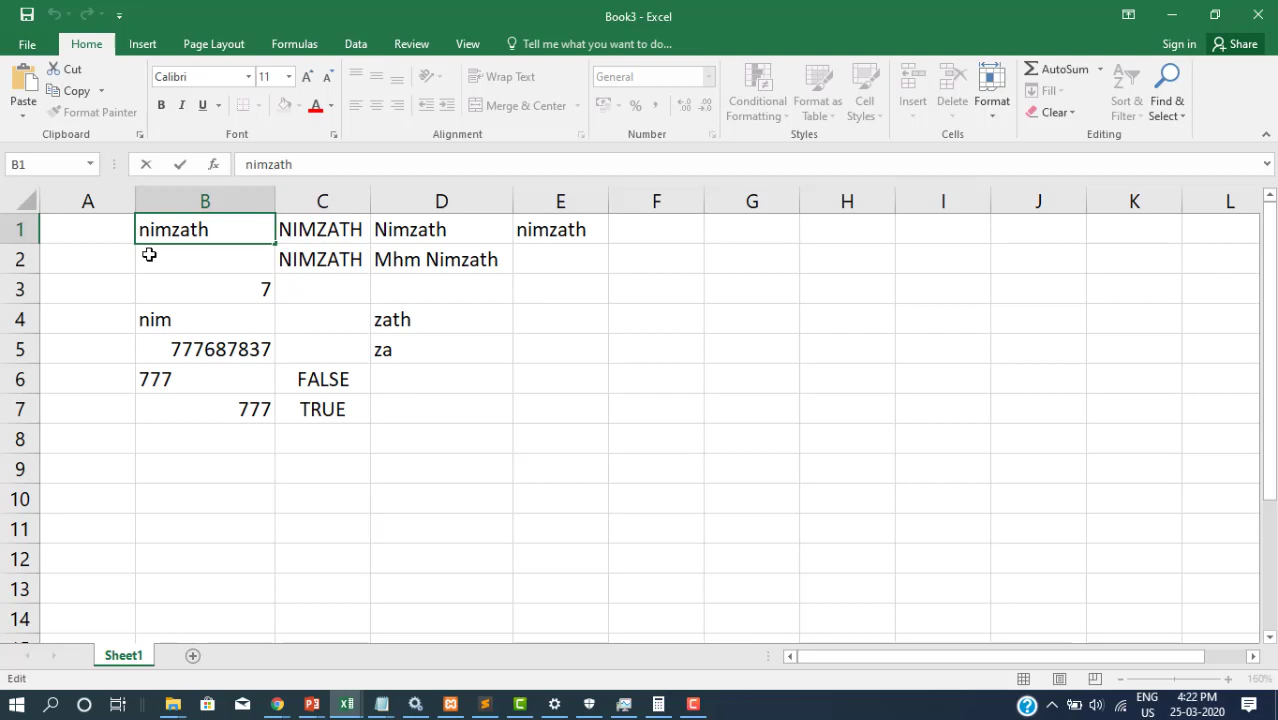 Book3 - Excel
File Home Insert Page Layout Formulas Data Review View Tell me what you want to do... Sign in Share
Paste Cut Copy Format Painter Clipboard
Calibri 11 A A B I U A Font
Wrap Text Merge & Center Alignment
General % , Number
Conditional Formatting Format as Table Cell Styles Styles
Insert Delete Format Cells
AutoSum Fill Clear Sort & Filter Find & Select Editing
B1 fx nimzath
A B C D E F G H I J K L
1 nimzath NIMZATH Nimzath nimzath
2 NIMZATH Mhm Nimzath
3 7
4 nim zath
5 777687837 za
6 777 FALSE
7 777 TRUE
8
9
10
11
12
13
14
Sheet1
Edit 160%
ENG US 4:22 PM 25-03-2020